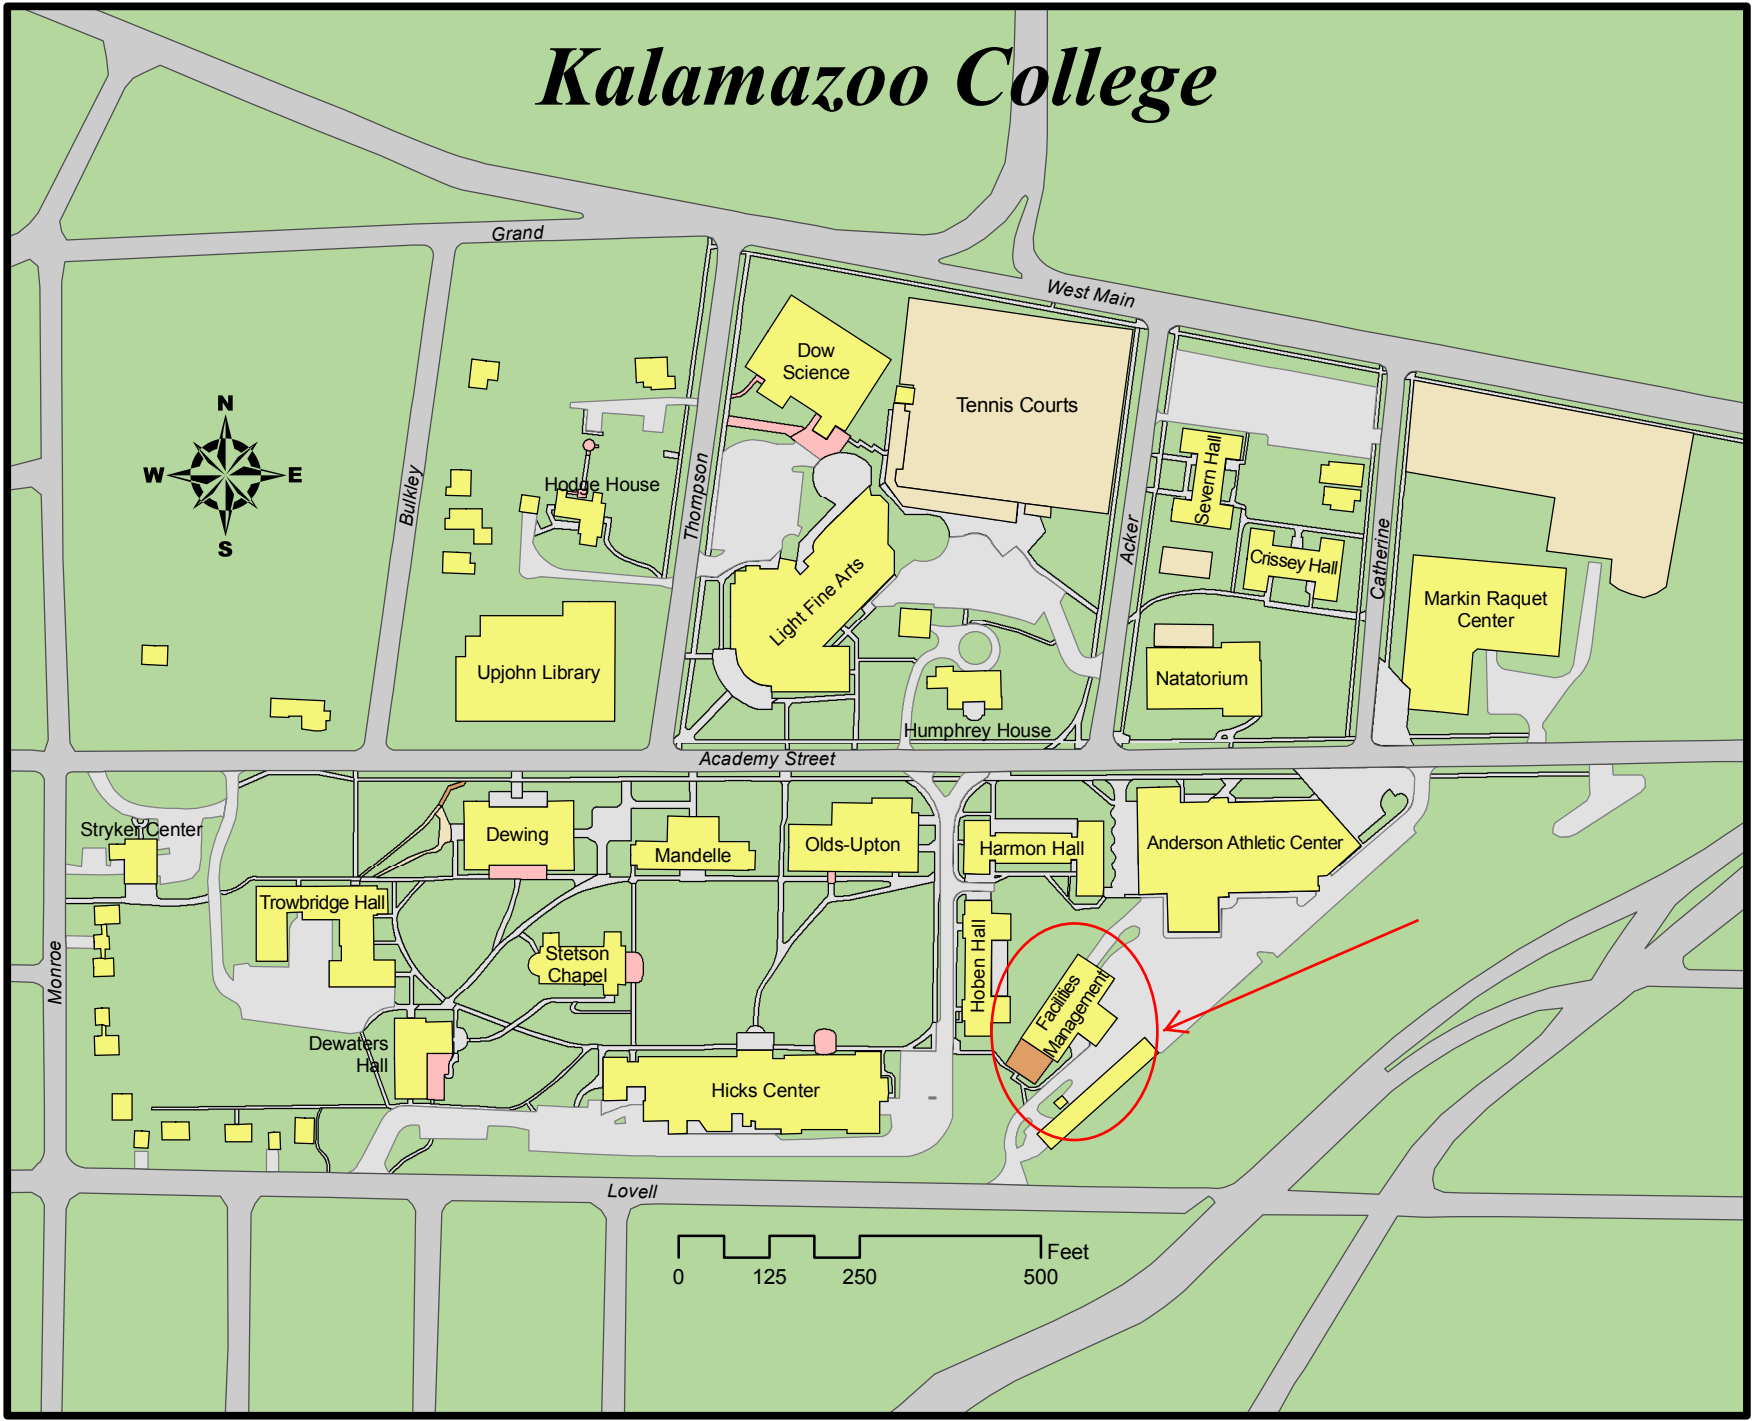 Kalamazoo College
Grand
West Main
Dow
Science
Tennis Courts
N
W E
S
Bulkley
Hodge House
Thompson
Acker
Severn Hall
Crissey Hall
Catherine
Light Fine Arts
Markin Raquet
Center
Upjohn Library
Natatorium
Humphrey House
Academy Street
Stryker Center
Dewing
Mandelle
Olds-Upton
Harmon Hall
Anderson Athletic Center
Trowbridge Hall
Monroe
Stetson
Chapel
Hoben Hall
Facilities
Management
Dewaters
Hall
Hicks Center
Lovell
Feet
0 125 250 500